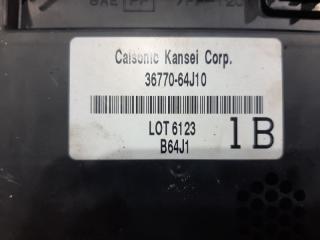 Calsonic Kansei Corp.
36770-64J10
LOT 6123
B64J1
1B